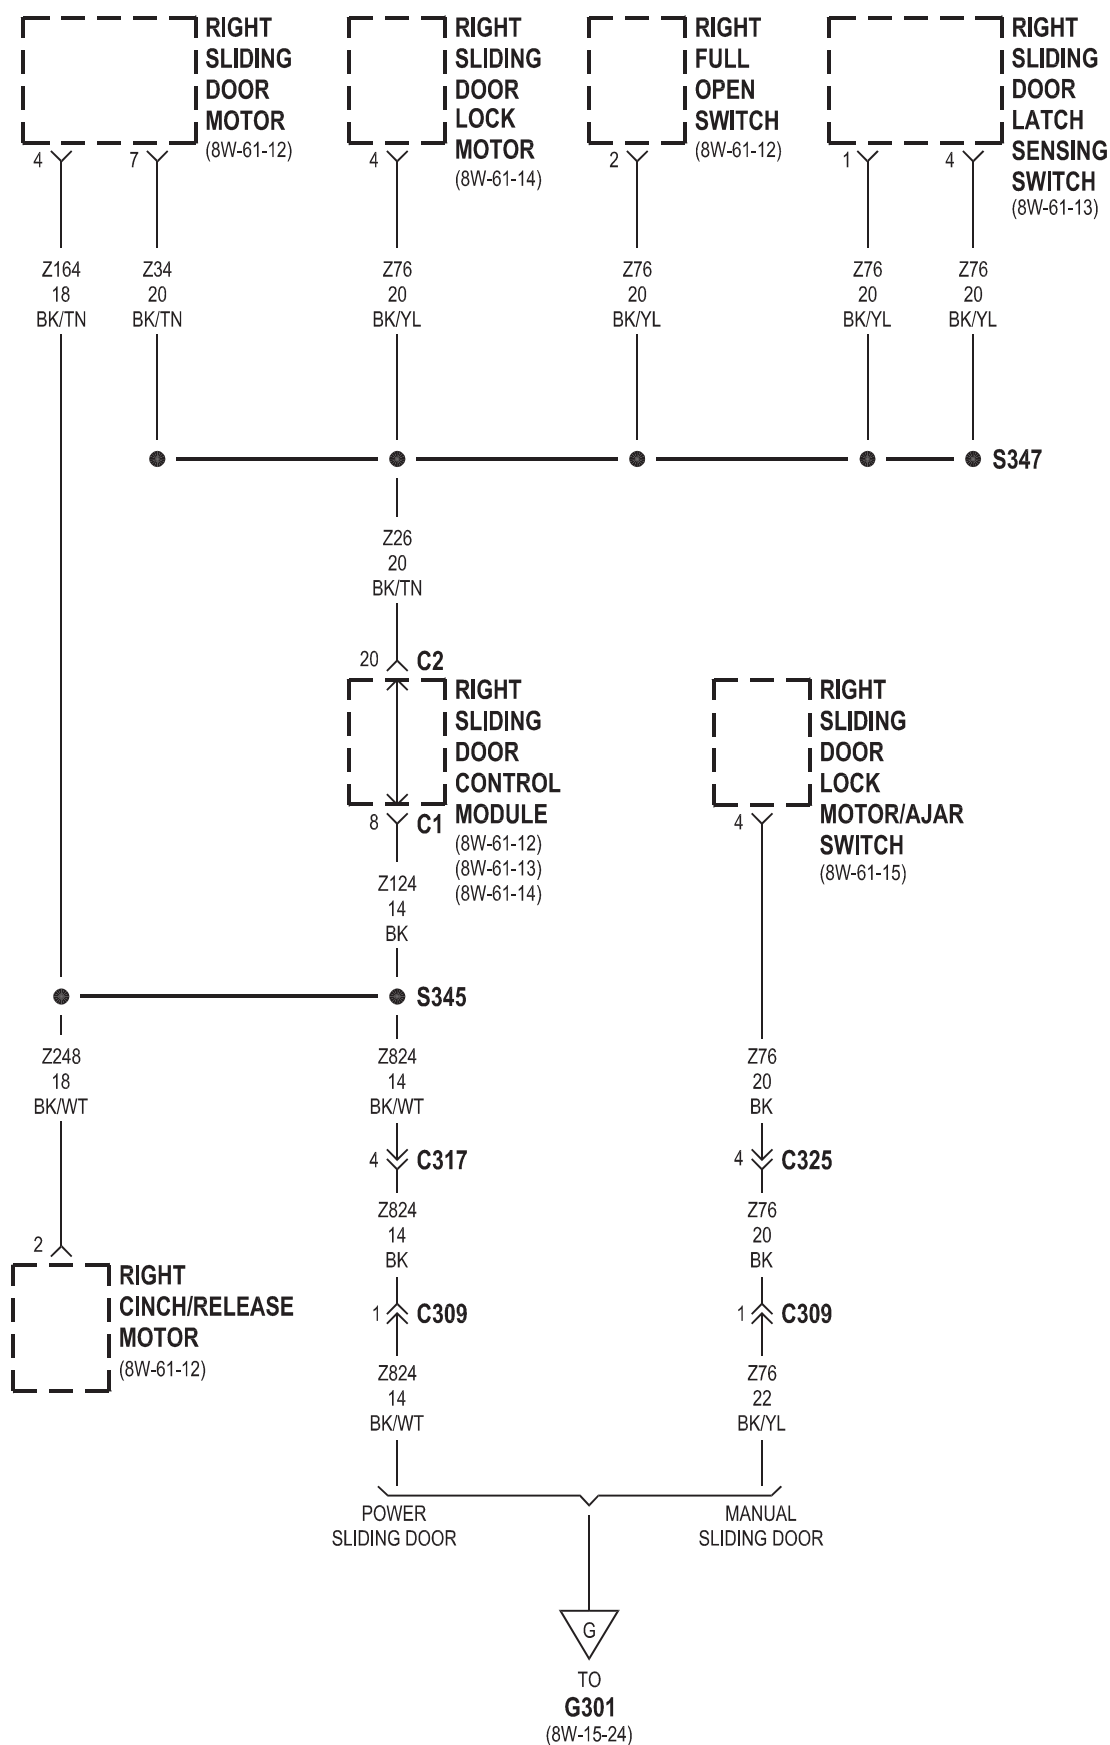 RIGHT
SLIDING
DOOR
MOTOR
(8W-61-12)
RIGHT
SLIDING
DOOR
LOCK
MOTOR
(8W-61-14)
RIGHT
FULL
OPEN
SWITCH
(8W-61-12)
RIGHT
SLIDING
DOOR
LATCH
SENSING
SWITCH
(8W-61-13)
4
7
4
2
1
4
Z164
18
BK/TN
Z34
20
BK/TN
Z76
20
BK/YL
Z76
20
BK/YL
Z76
20
BK/YL
Z76
20
BK/YL
S347
Z26
20
BK/TN
20
C2
RIGHT
SLIDING
DOOR
CONTROL
MODULE
(8W-61-12)
(8W-61-13)
(8W-61-14)
8
C1
RIGHT
SLIDING
DOOR
LOCK
MOTOR/AJAR
SWITCH
(8W-61-15)
4
Z124
14
BK
S345
Z248
18
BK/WT
Z824
14
BK/WT
Z76
20
BK
4
C317
4
C325
Z824
14
BK
Z76
20
BK
2
RIGHT
CINCH/RELEASE
MOTOR
(8W-61-12)
1
C309
1
C309
Z824
14
BK/WT
Z76
22
BK/YL
POWER
SLIDING DOOR
MANUAL
SLIDING DOOR
G
TO
G301
(8W-15-24)